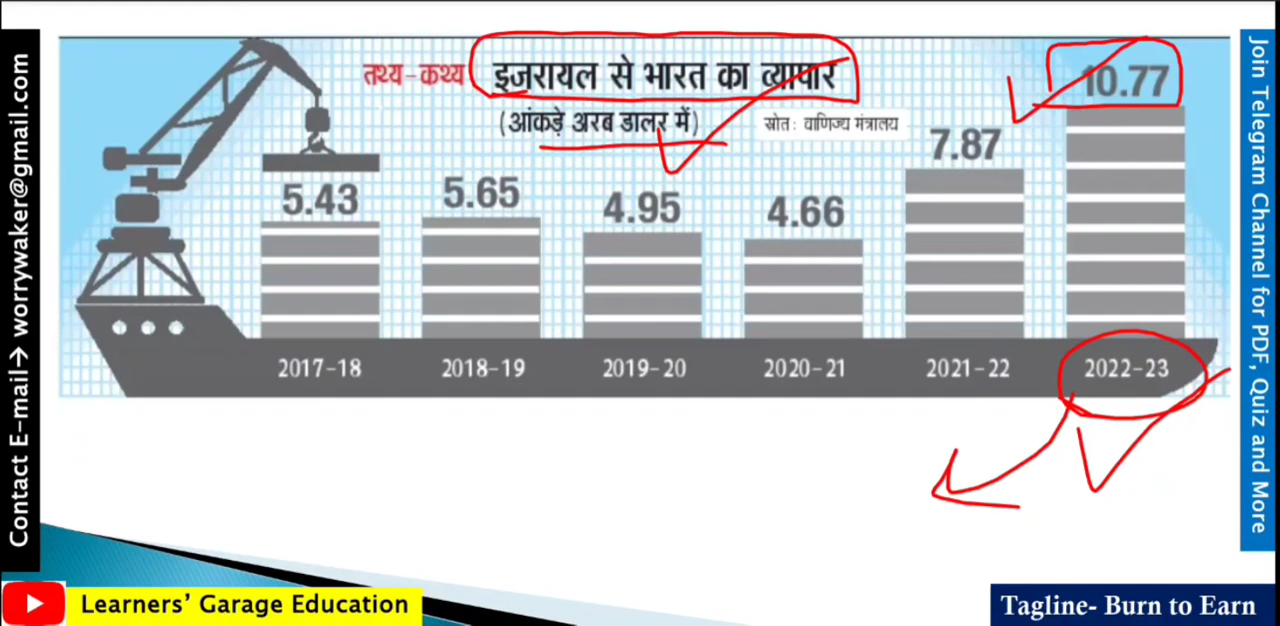 तथ्य-कथ्य इजरायल से भारत का व्यापार
(आंकड़े अरब डालर में)
स्रोत: वाणिज्य मंत्रालय
5.43
5.65
4.95
4.66
7.87
10.77
2017-18
2018-19
2019-20
2020-21
2021-22
2022-23
Contact E-mail→ worrywaker@gmail.com
Join Telegram Channel for PDF, Quiz and More
Learners’ Garage Education
Tagline- Burn to Earn